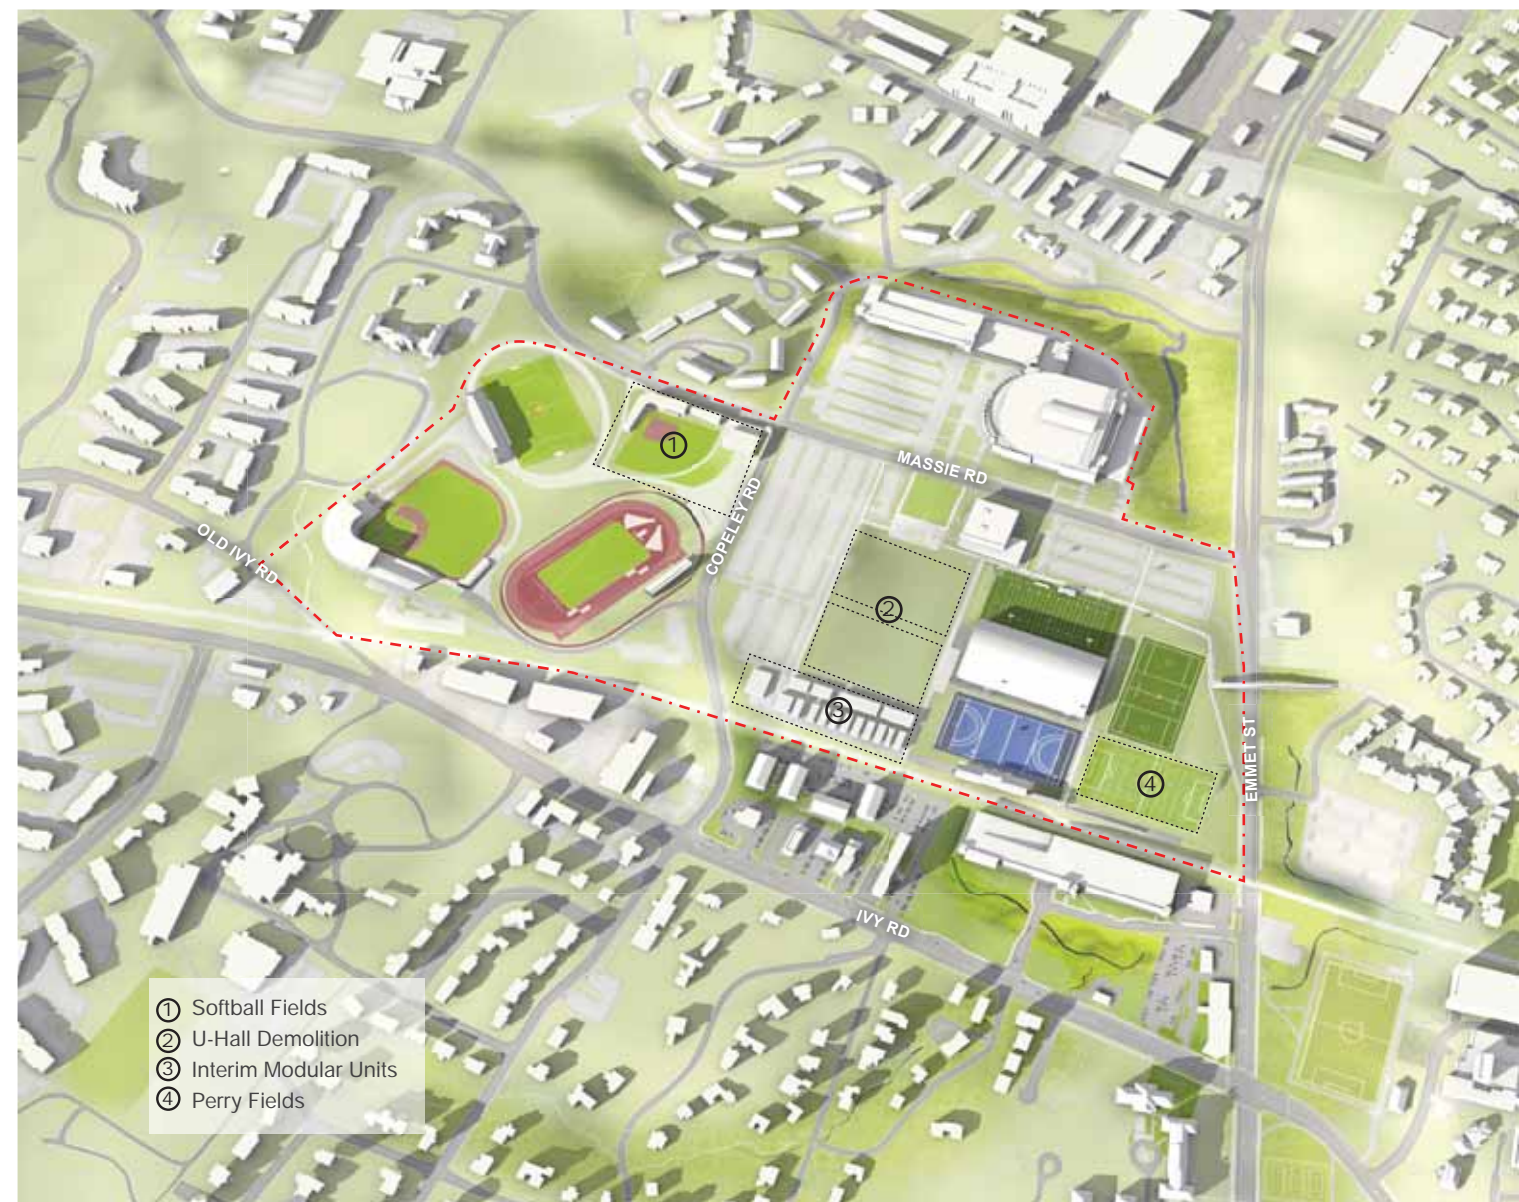 MASSIE RD
COPELEY RD
OLD IVY RD
EMMET ST
IVY RD
1
2
3
4
1 Softball Fields
2 U-Hall Demolition
3 Interim Modular Units
4 Perry Fields